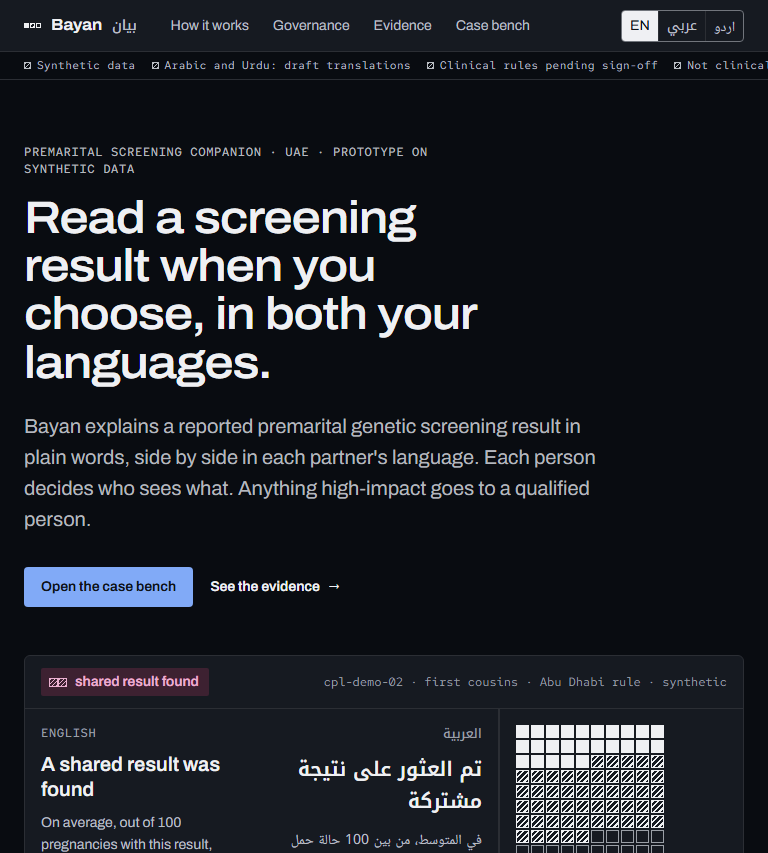 Bayan بيان How it works Governance Evidence Case bench EN عربي اردو
Synthetic data Arabic and Urdu: draft translations Clinical rules pending sign-off Not clinical
PREMARITAL SCREENING COMPANION · UAE · PROTOTYPE ON
SYNTHETIC DATA
Read a screening
result when you
choose, in both your
languages.
Bayan explains a reported premarital genetic screening result in
plain words, side by side in each partner's language. Each person
decides who sees what. Anything high-impact goes to a qualified
person.
Open the case bench See the evidence →
shared result found cpl-demo-02 · first cousins · Abu Dhabi rule · synthetic
ENGLISH
A shared result was
found
On average, out of 100
pregnancies with this result,
العربية
تم العثور على نتيجة
مشتركة
في المتوسط، من بين 100 حالة حمل